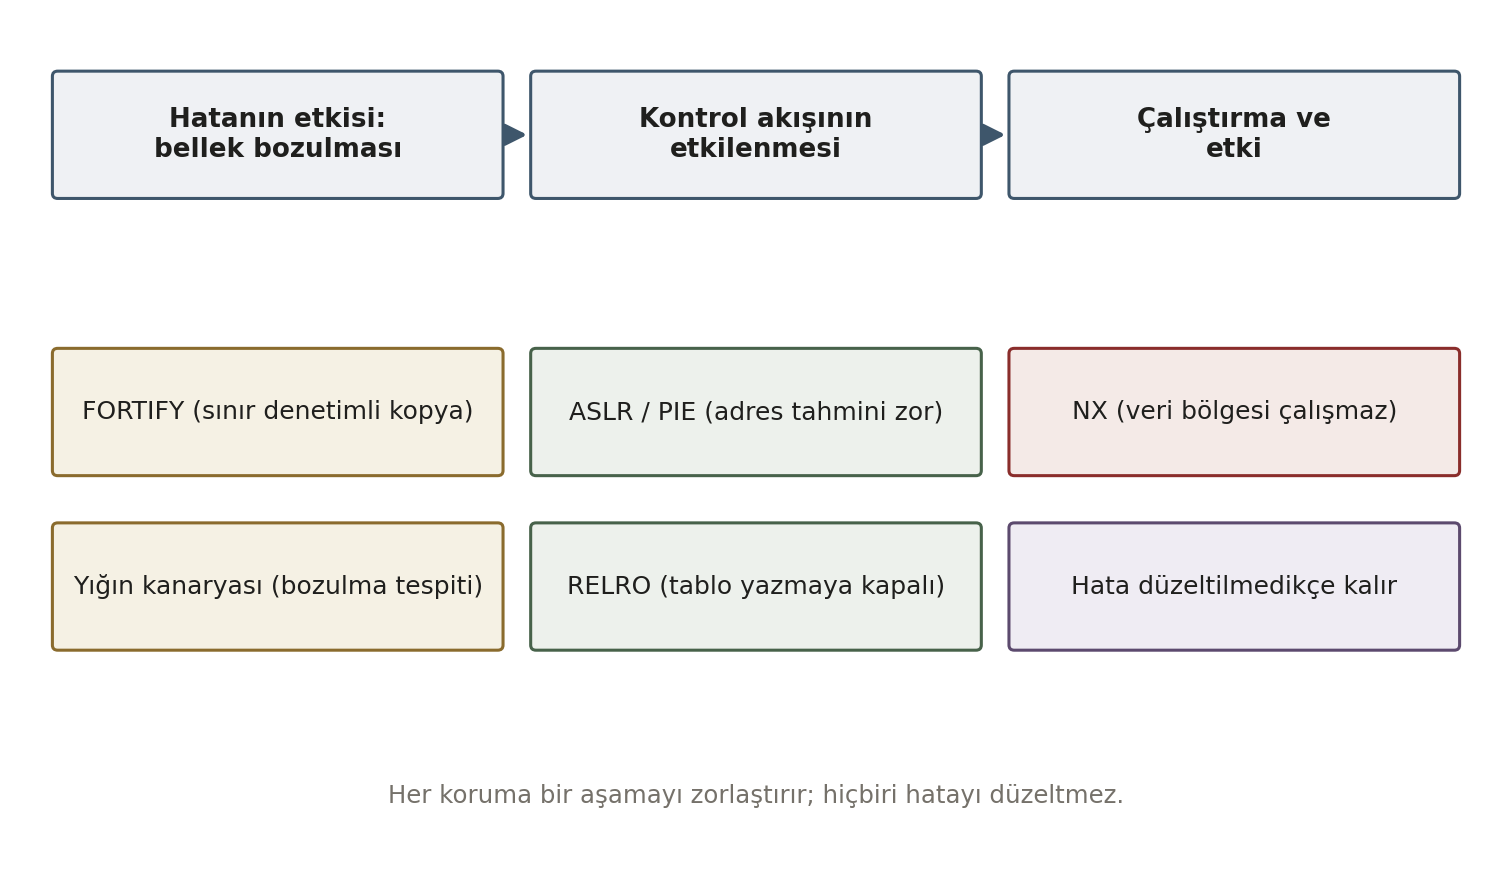 Hatanın etkisi:
bellek bozulması
Kontrol akışının
etkilenmesi
Çalıştırma ve
etki
FORTIFY (sınır denetimli kopya)
ASLR / PIE (adres tahmini zor)
NX (veri bölgesi çalışmaz)
Yığın kanaryası (bozulma tespiti)
RELRO (tablo yazmaya kapalı)
Hata düzeltilmedikçe kalır
Her koruma bir aşamayı zorlaştırır; hiçbiri hatayı düzeltmez.